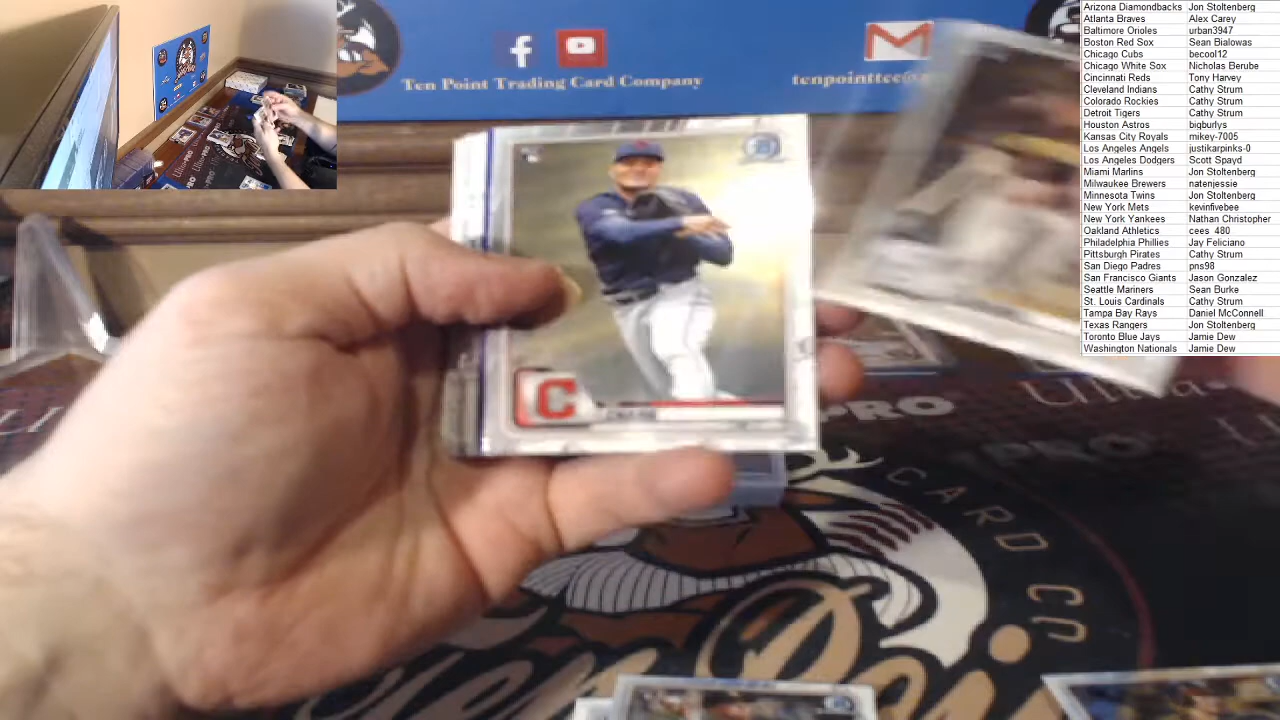 Ten Point Trading Card Company
Arizona Diamondbacks Jon Stoltenberg
Atlanta Braves Alex Carey
Baltimore Orioles urban3947
Boston Red Sox Sean Bialowas
Chicago Cubs becool12
Chicago White Sox Nicholas Berube
Cincinnati Reds Tony Harvey
Cleveland Indians Cathy Strum
Colorado Rockies Cathy Strum
Detroit Tigers Cathy Strum
Houston Astros bigburlys
Kansas City Royals mikey-7005
Los Angeles Angels justikarpinks-0
Los Angeles Dodgers Scott Spayd
Miami Marlins Jon Stoltenberg
Milwaukee Brewers natenjessie
Minnesota Twins Jon Stoltenberg
New York Mets kevinfivebee
New York Yankees Nathan Christopher
Oakland Athletics cees_480
Philadelphia Phillies Jay Feliciano
Pittsburgh Pirates Cathy Strum
San Diego Padres pns98
San Francisco Giants Jason Gonzalez
Seattle Mariners Sean Burke
St. Louis Cardinals Cathy Strum
Tampa Bay Rays Daniel McConnell
Texas Rangers Jon Stoltenberg
Toronto Blue Jays Jamie Dew
Washington Nationals Jamie Dew
C
PRO
PRO
CARD CO
Ten Poin